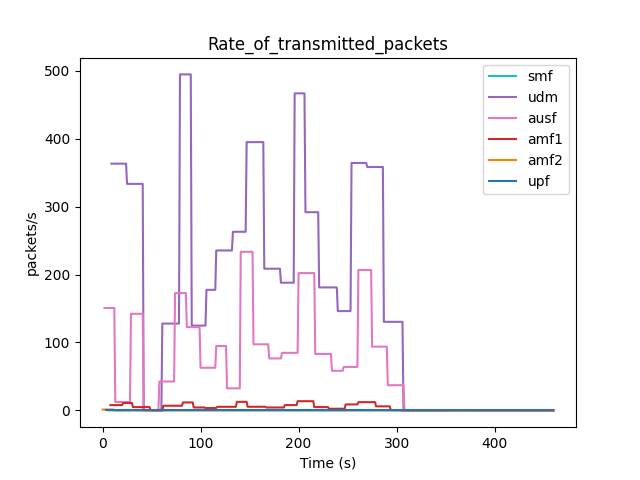 Rate_of_transmitted_packets
500
400
300
200
100
0
packets/s
smf
udm
ausf
amf1
amf2
upf
0 100 200 300 400
Time (s)